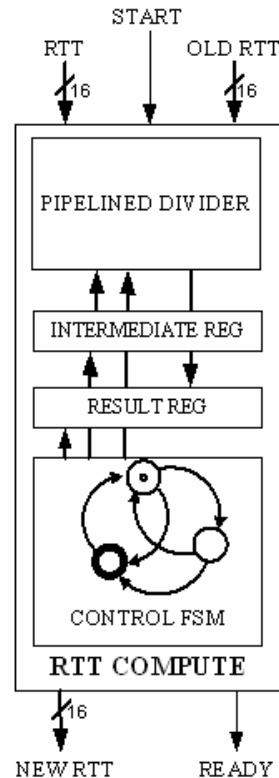 START
RTT OLD RTT
16 16
PIPELINED DIVIDER
INTERMEDIATE REG
RESULT REG
CONTROL FSM
RTT COMPUTE
16
NEW RTT READY